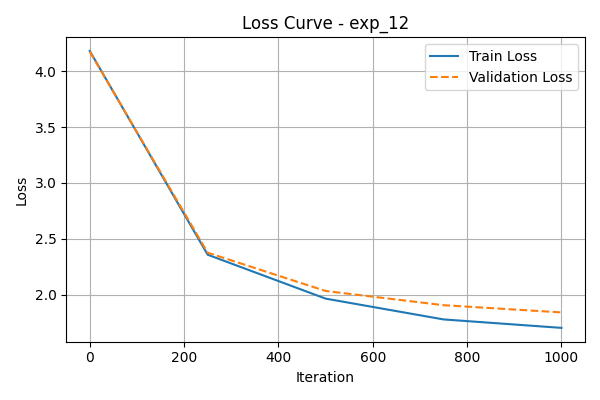 Loss Curve - exp_12
Train Loss
Validation Loss
4.0
3.5
3.0
2.5
2.0
Loss
0 200 400 600 800 1000
Iteration